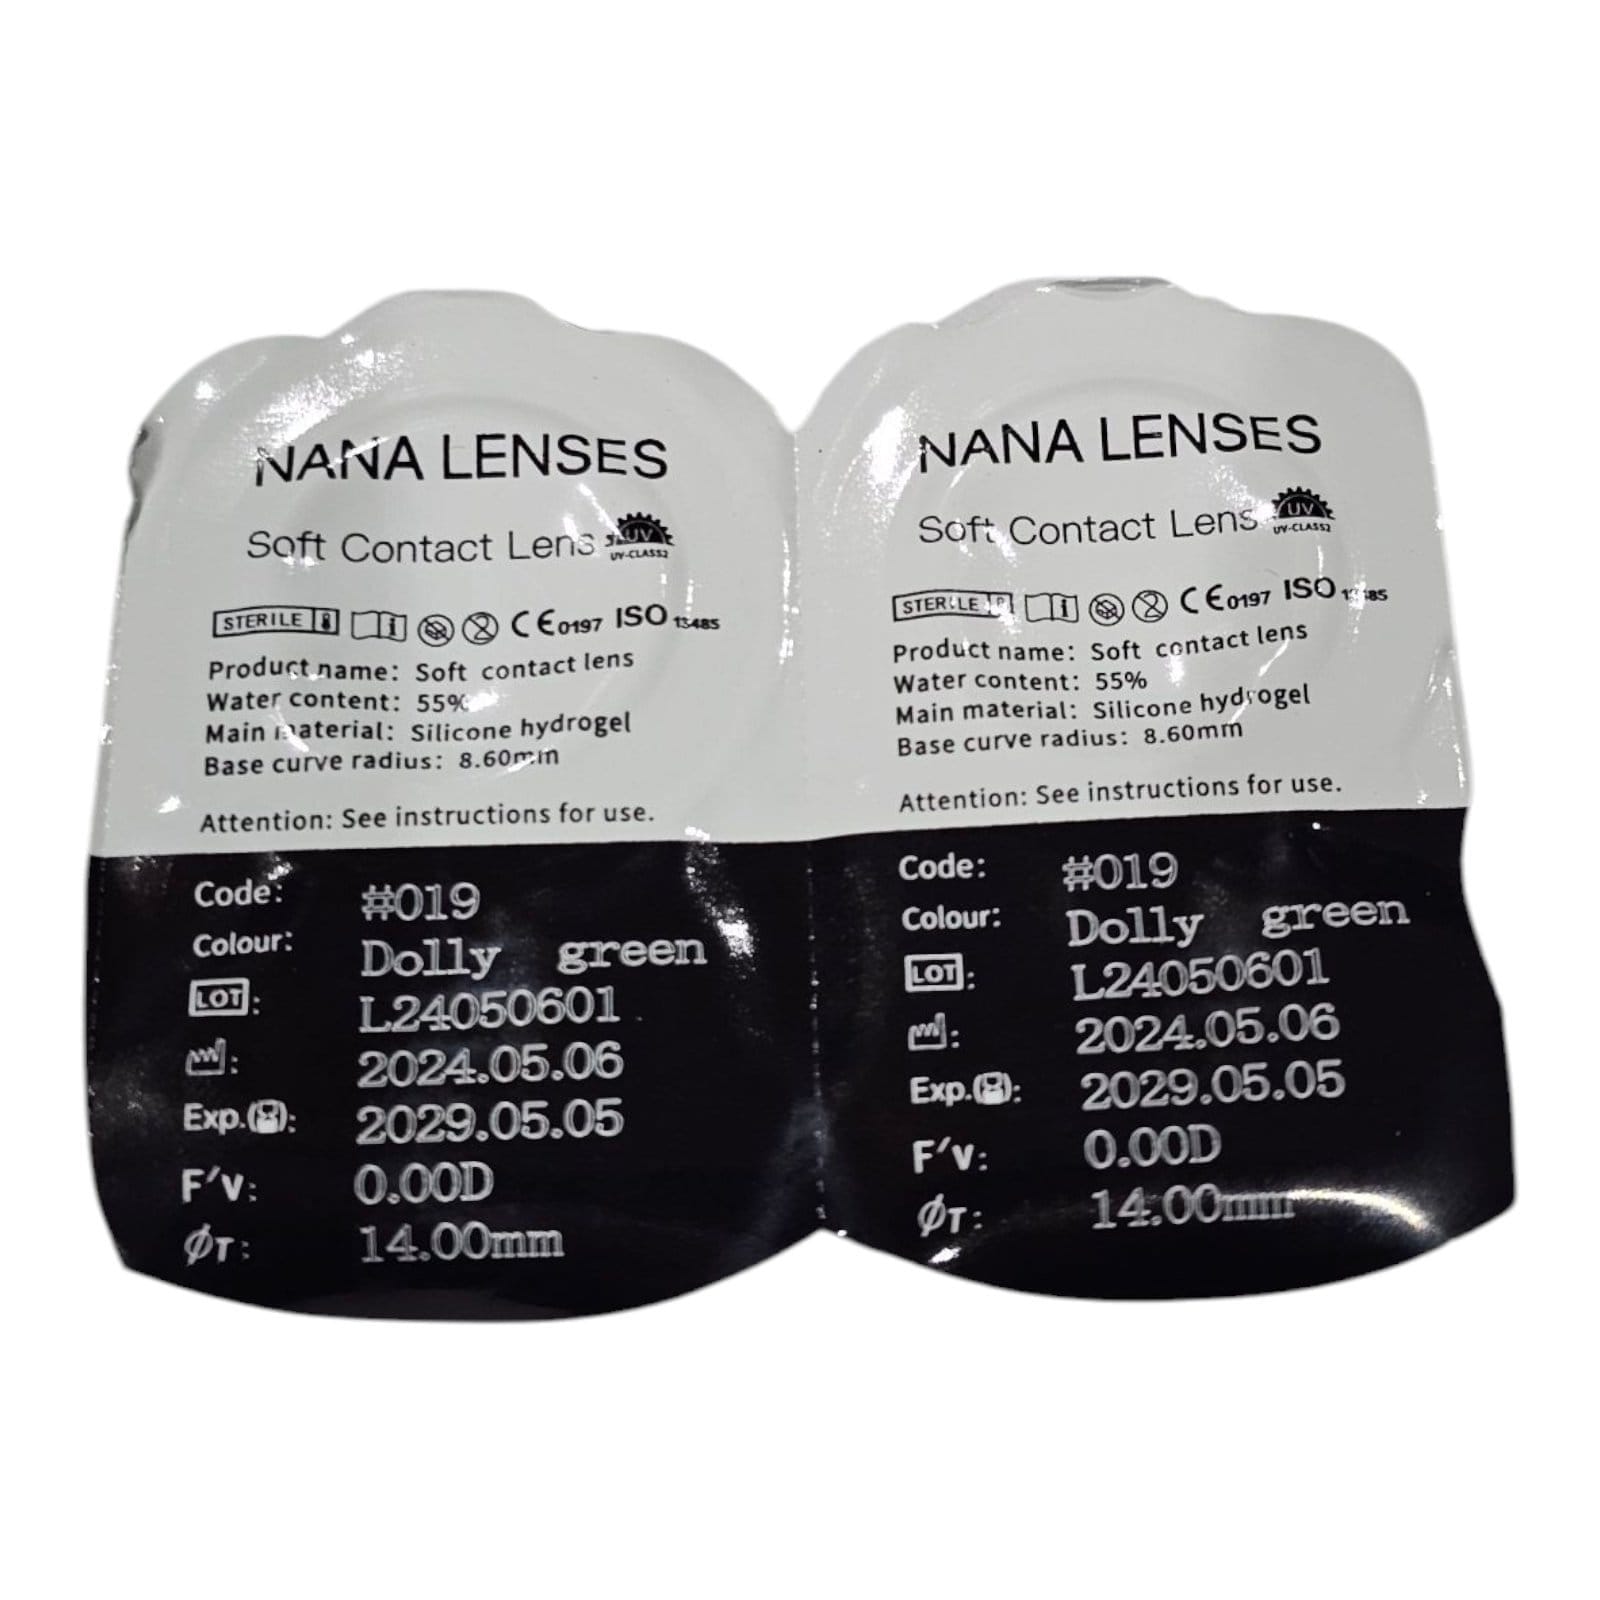 NANA LENSES
Soft Contact Lens UV
UV-CLASS2
STERILE i 2 CE0197 ISO 13485
Product name: Soft contact lens
Water content: 55%
Main material: Silicone hydrogel
Base curve radius: 8.60mm
Attention: See instructions for use.
Code: #019
Colour: Dolly green
LOT: L24050601
: 2024.05.06
Exp.(): 2029.05.05
F'v: 0.00D
ØT: 14.00mm
NANA LENSES
Soft Contact Lens UV
UV-CLASS2
STERILE i 2 CE0197 ISO 13485
Product name: Soft contact lens
Water content: 55%
Main material: Silicone hydrogel
Base curve radius: 8.60mm
Attention: See instructions for use.
Code: #019
Colour: Dolly green
LOT: L24050601
: 2024.05.06
Exp.(): 2029.05.05
F'v: 0.00D
ØT: 14.00mm